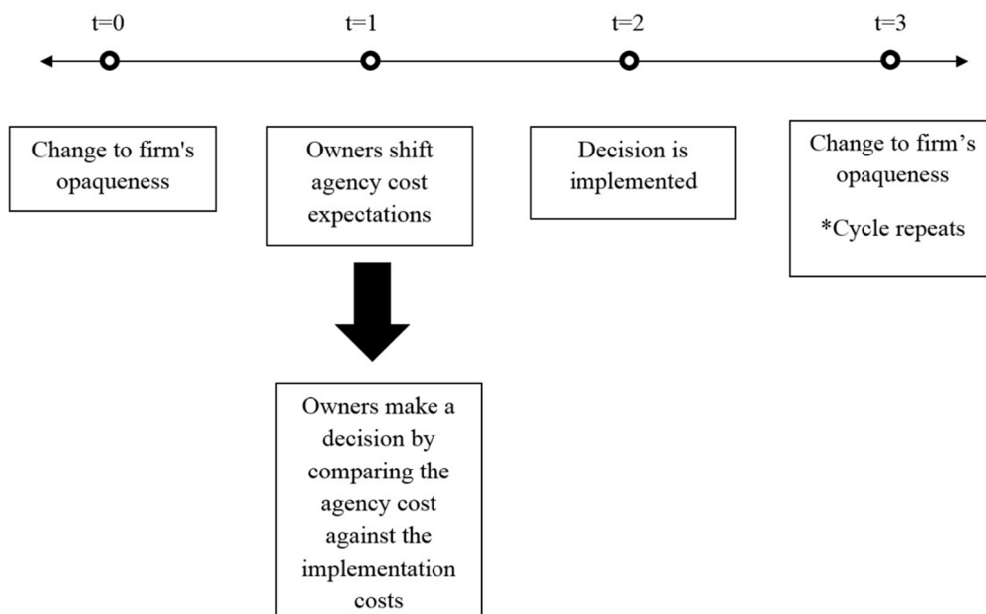 t=0
t=1
t=2
t=3
Change to firm's
opaqueness
Owners shift
agency cost
expectations
Decision is
implemented
Change to firm’s
opaqueness
*Cycle repeats
Owners make a
decision by
comparing the
agency cost
against the
implementation
costs